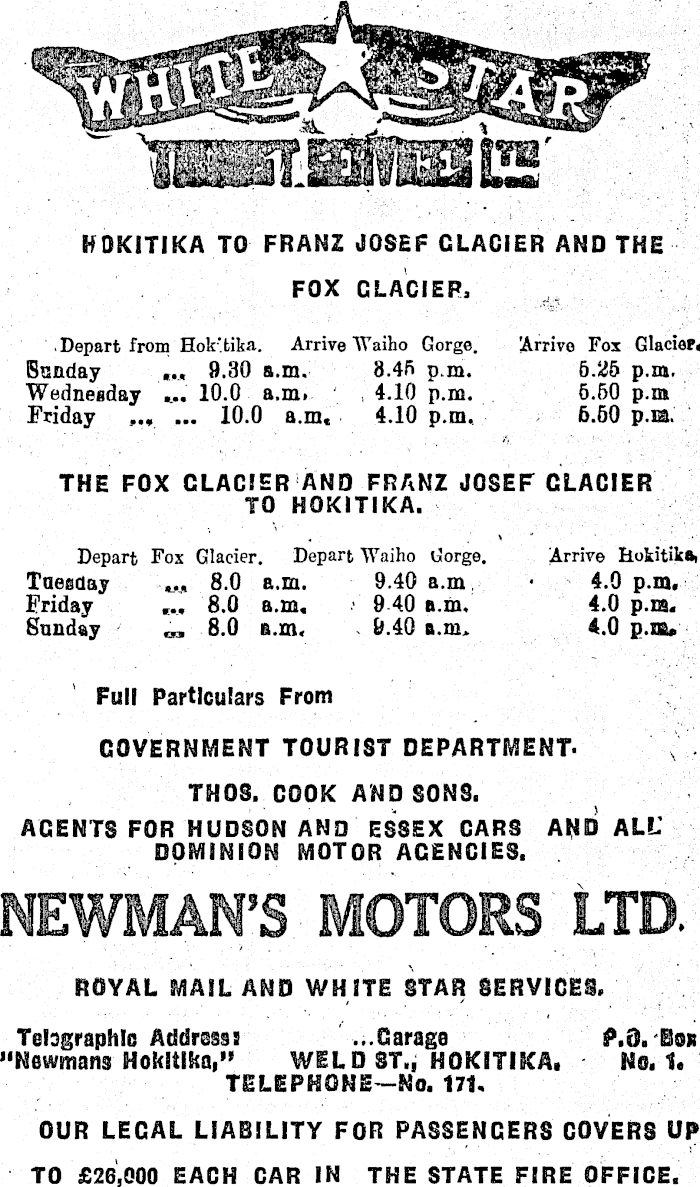 WHITE STAR
HOKITIKA TO FRANZ JOSEF GLACIER AND THE
FOX GLACIER,
Depart from Hokitika. Arrive Waiho Gorge. Arrive Fox Glacier.
Sunday ... 9.30 a.m. 3.45 p.m. 5.25 p.m.
Wednesday ... 10.0 a.m. 4.10 p.m. 5.50 p.m
Friday ... ... 10.0 a.m. 4.10 p.m. 5.50 p.m.
THE FOX GLACIER AND FRANZ JOSEF GLACIER
TO HOKITIKA.
Depart Fox Glacier. Depart Waiho Gorge. Arrive Hokitika.
Tuesday ... 8.0 a.m. 9.40 a.m 4.0 p.m.
Friday ... 8.0 a.m. 9.40 a.m. 4.0 p.m.
Sunday ... 8.0 a.m. 9.40 a.m. 4.0 p.m.
Full Particulars From
GOVERNMENT TOURIST DEPARTMENT.
THOS. COOK AND SONS.
AGENTS FOR HUDSON AND ESSEX CARS AND ALL
DOMINION MOTOR AGENCIES.
NEWMAN'S MOTORS LTD.
ROYAL MAIL AND WHITE STAR SERVICES.
Telegraphic Address: ...Garage P.O. Box
"Newmans Hokitika," WELD ST., HOKITIKA. No. 1.
TELEPHONE—No. 171.
OUR LEGAL LIABILITY FOR PASSENGERS COVERS UP
TO £26,000 EACH CAR IN THE STATE FIRE OFFICE.